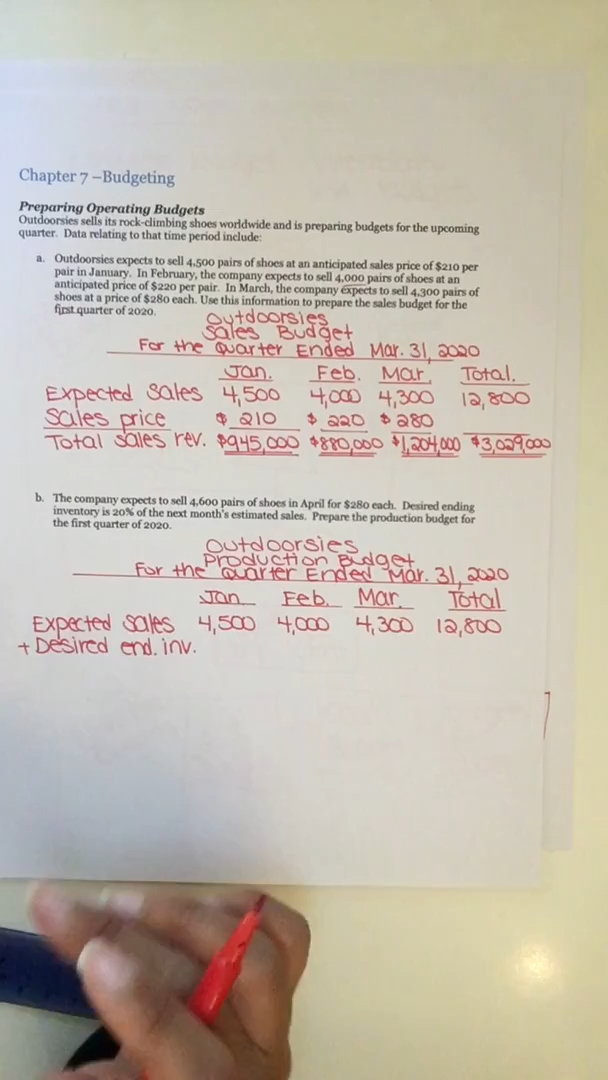 Chapter 7 –Budgeting
Preparing Operating Budgets
Outdoorsies sells its rock-climbing shoes worldwide and is preparing budgets for the upcoming
quarter. Data relating to that time period include:
a. Outdoorsies expects to sell 4,500 pairs of shoes at an anticipated sales price of $210 per
pair in January. In February, the company expects to sell 4,000 pairs of shoes at an
anticipated price of $220 per pair. In March, the company expects to sell 4,300 pairs of
shoes at a price of $280 each. Use this information to prepare the sales budget for the
first quarter of 2020.
Outdoorsies
Sales Budget
For the Quarter Ended Mar. 31, 2020
Jan. Feb. Mar. Total.
Expected Sales 4,500 4,000 4,300 12,800
Sales price $ 210 $ 220 $ 280
Total sales rev. $945,000 $880,000 $1,204,000 $3,029,000
b. The company expects to sell 4,600 pairs of shoes in April for $280 each. Desired ending
inventory is 20% of the next month's estimated sales. Prepare the production budget for
the first quarter of 2020.
Outdoorsies
Production Budget
For the Quarter Ended Mar. 31, 2020
Jan. Feb. Mar. Total
Expected Sales 4,500 4,000 4,300 12,800
+ Desired end. inv.